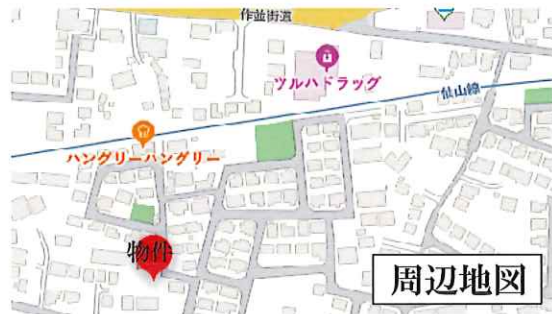 作並街道
ツルハドラッグ
仙山線
ハングリーハングリー
物件
周辺地図